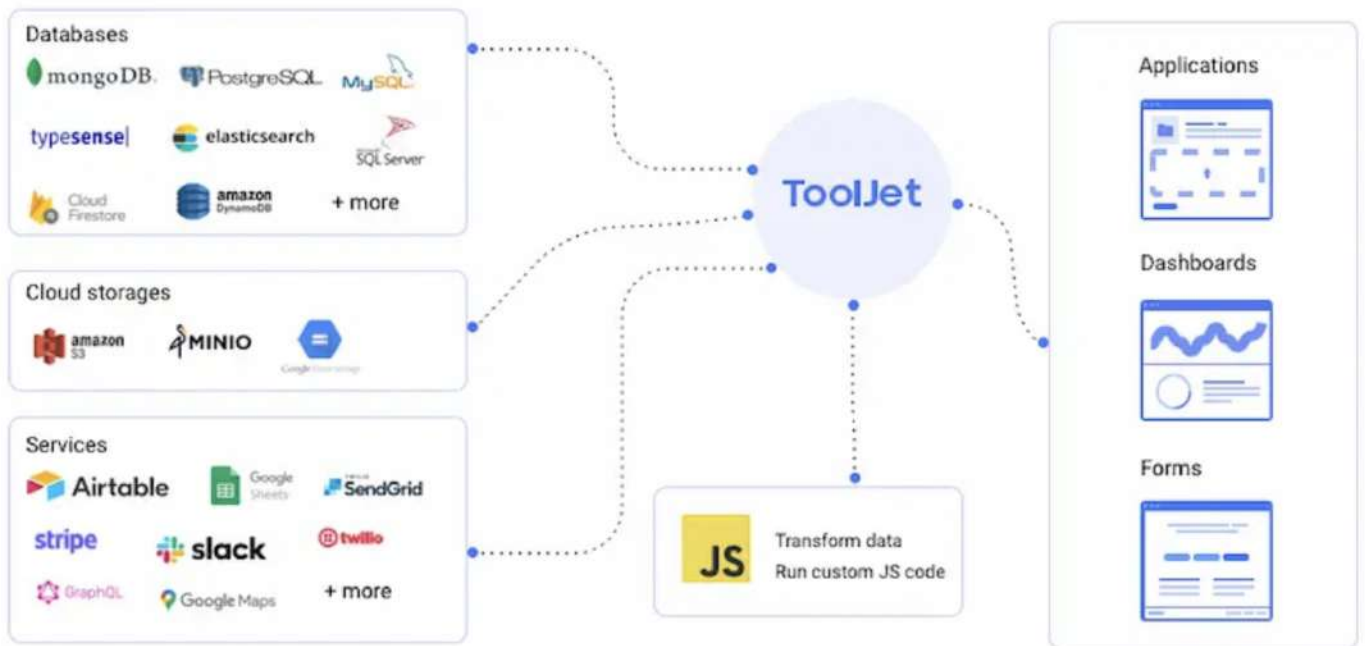 Databases
mongoDB. PostgreSQL MySQL
typesense| elasticsearch
SQL Server
Cloud Firestore
amazon DynamoDB
+ more
Cloud storages
amazon S3
MINIO
Google
Services
Airtable
Google Sheets
SendGrid
stripe slack twilio
GraphQL Google Maps + more
ToolJet
JS
Transform data
Run custom JS code
Applications
Dashboards
Forms